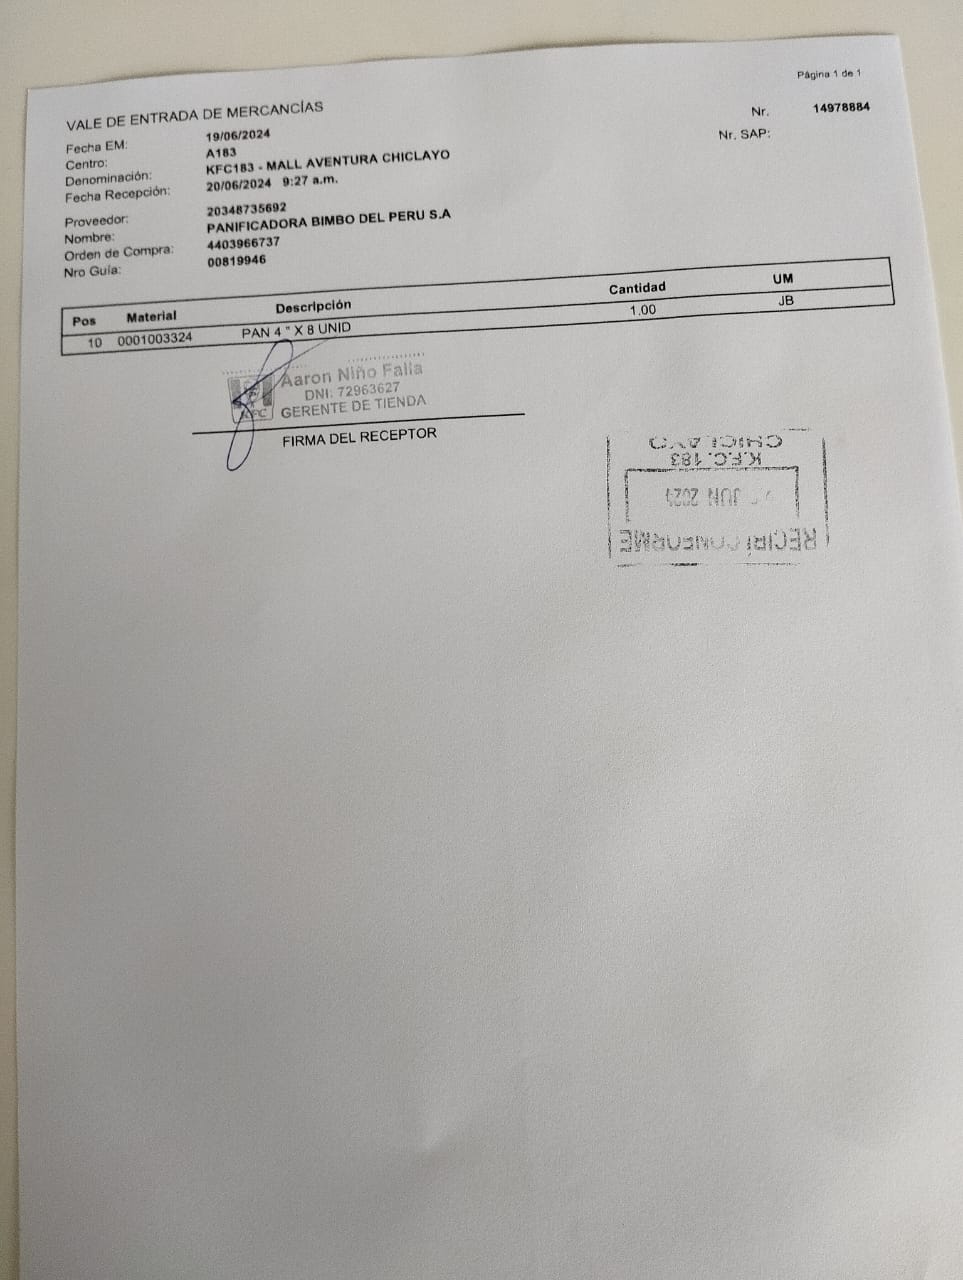 Página 1 de 1
VALE DE ENTRADA DE MERCANCÍAS
Nr. 14978884
Fecha EM: 19/06/2024
Nr. SAP:
Centro: A183
Denominación: KFC183 - MALL AVENTURA CHICLAYO
Fecha Recepción: 20/06/2024 9:27 a.m.
Proveedor: 20348735692
Nombre: PANIFICADORA BIMBO DEL PERU S.A
Orden de Compra: 4403966737
Nro Guía: 00819946
Pos Material Descripción Cantidad UM
10 0001003324 PAN 4 " X 8 UNID 1.00 JB
Aaron Niño Falla
DNI: 72963627
KFC GERENTE DE TIENDA
FIRMA DEL RECEPTOR
RECIBÍ CONFORME
JUN 2024
K.F.C. 183
CHICLAYO